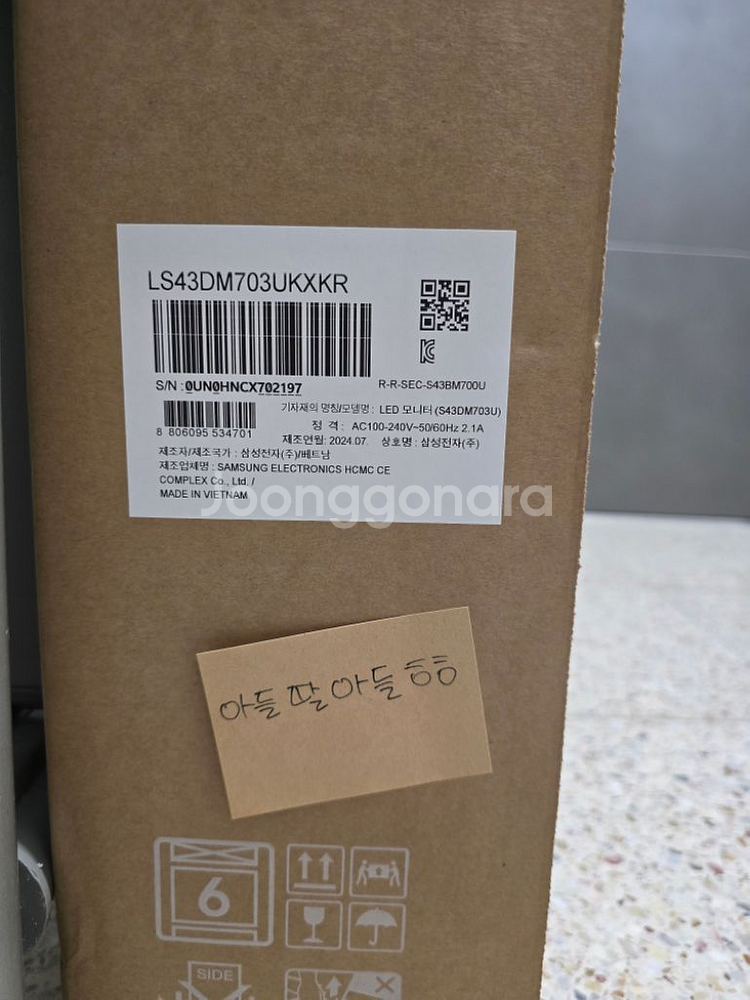 LS43DM703UKXKR
S/N : 0UN0HNCX702197
R-R-SEC-S43BM700U
8 806095 534701
기자재의 명칭/모델명 : LED 모니터 (S43DM703U)
정 격 : AC100-240V~50/60Hz 2.1A
제조연월: 2024.07. 상호명 : 삼성전자(주)
제조자/제조국가 : 삼성전자(주)/베트남
제조업체명 : SAMSUNG ELECTRONICS HCMC CE
COMPLEX Co., Ltd. /
MADE IN VIETNAM
Joonggonara
아들 딸 아들 흠흠
6
SIDE